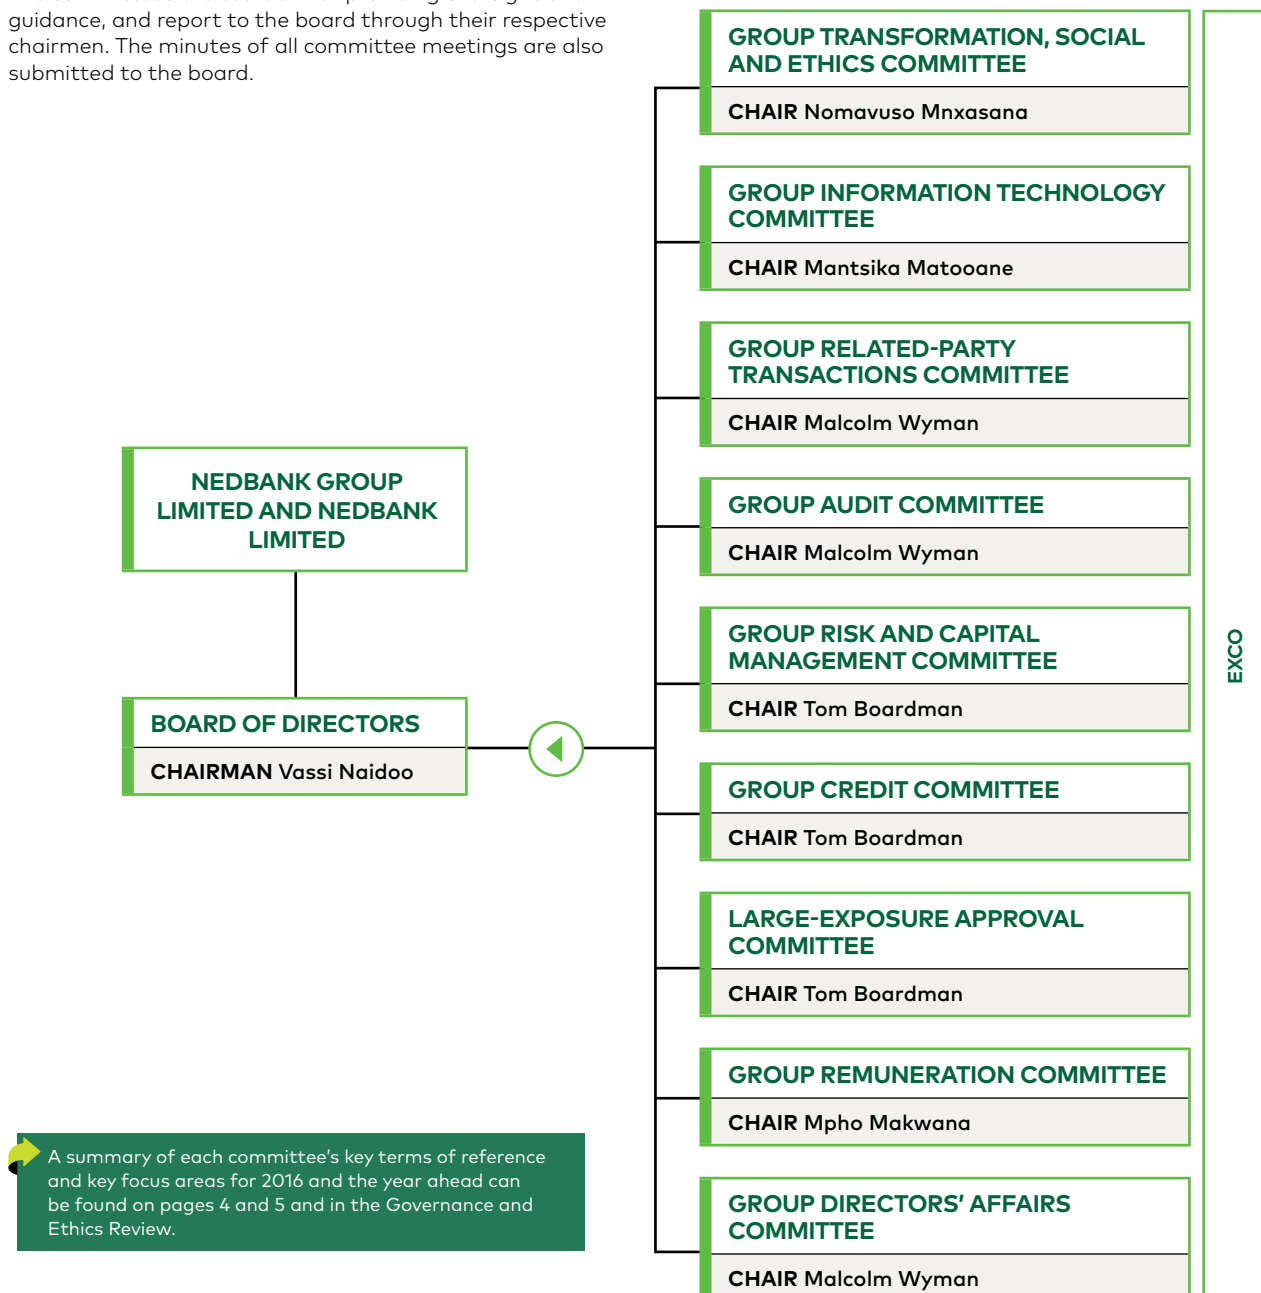 guidance, and report to the board through their respective
chairmen. The minutes of all committee meetings are also
submitted to the board.
NEDBANK GROUP
LIMITED AND NEDBANK
LIMITED
BOARD OF DIRECTORS
CHAIRMAN Vassi Naidoo
GROUP TRANSFORMATION, SOCIAL
AND ETHICS COMMITTEE
CHAIR Nomavuso Mnxasana
GROUP INFORMATION TECHNOLOGY
COMMITTEE
CHAIR Mantsika Matooane
GROUP RELATED-PARTY
TRANSACTIONS COMMITTEE
CHAIR Malcolm Wyman
GROUP AUDIT COMMITTEE
CHAIR Malcolm Wyman
GROUP RISK AND CAPITAL
MANAGEMENT COMMITTEE
CHAIR Tom Boardman
GROUP CREDIT COMMITTEE
CHAIR Tom Boardman
LARGE-EXPOSURE APPROVAL
COMMITTEE
CHAIR Tom Boardman
GROUP REMUNERATION COMMITTEE
CHAIR Mpho Makwana
GROUP DIRECTORS' AFFAIRS
COMMITTEE
CHAIR Malcolm Wyman
EXCO
A summary of each committee's key terms of reference
and key focus areas for 2016 and the year ahead can
be found on pages 4 and 5 and in the Governance and
Ethics Review.